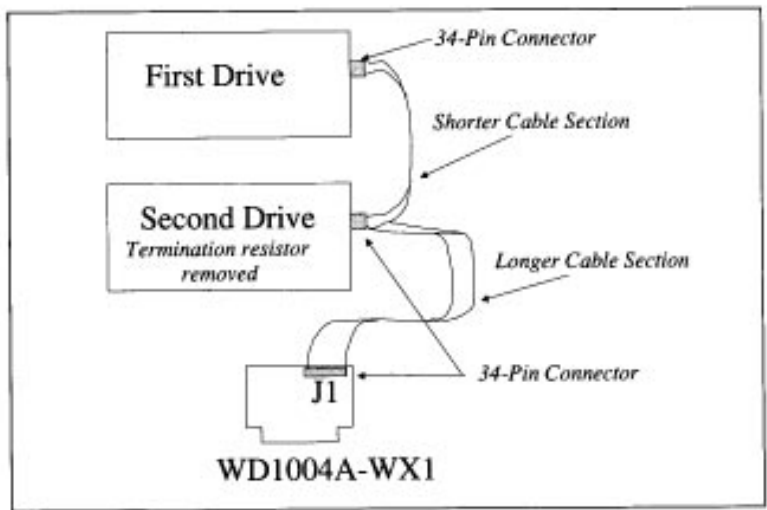 34-Pin Connector
First Drive
Shorter Cable Section
Second Drive
Termination resistor
removed
Longer Cable Section
34-Pin Connector
J1
WD1004A-WX1